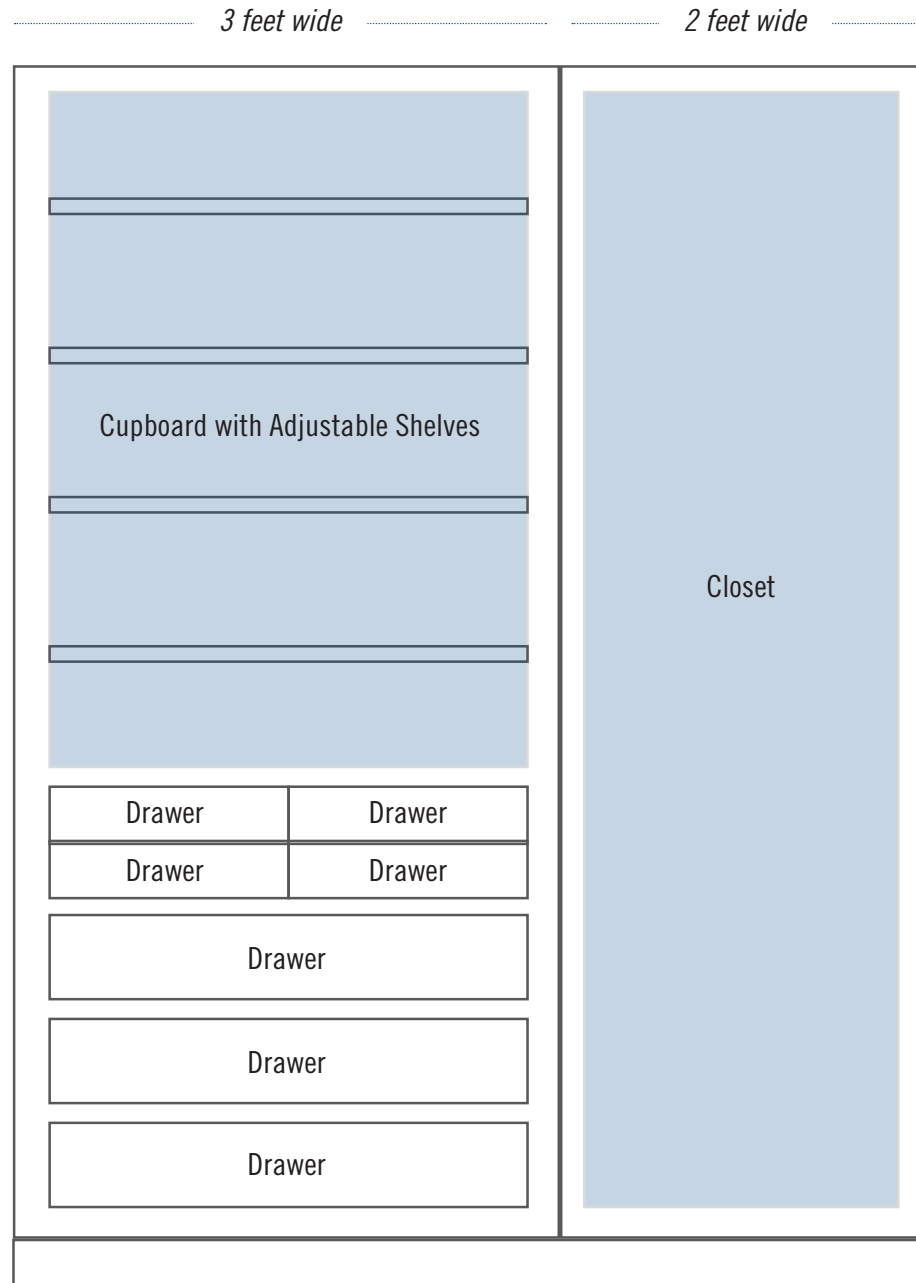 3 feet wide
2 feet wide
Cupboard with Adjustable Shelves
Closet
Drawer
Drawer
Drawer
Drawer
Drawer
Drawer
Drawer